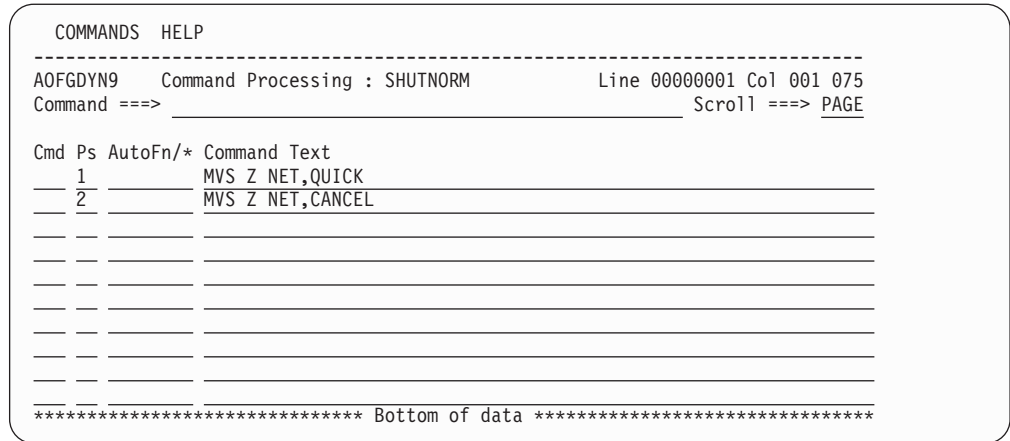 COMMANDS HELP
-------------------------------------------------------------------------------
AOFGDYN9 Command Processing : SHUTNORM Line 00000001 Col 001 075
Command ===> Scroll ===> PAGE
Cmd Ps AutoFn/* Command Text
1 MVS Z NET,QUICK
2 MVS Z NET,CANCEL
******************************* Bottom of data ********************************